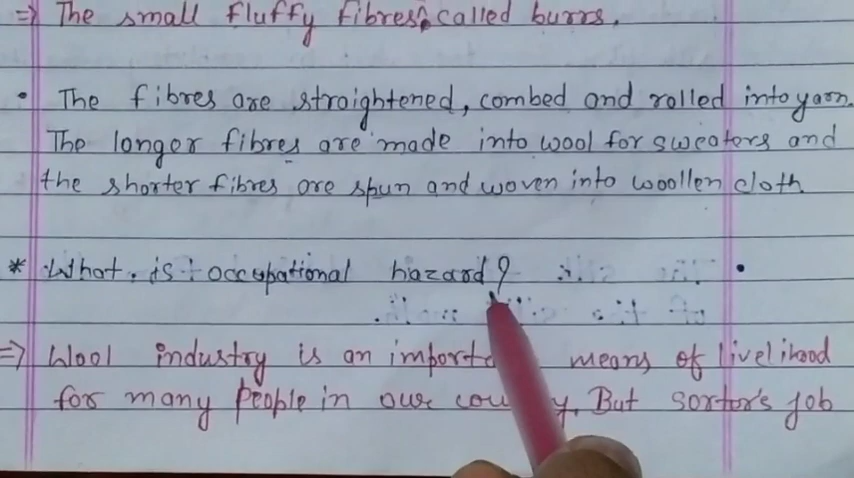 ⇒ The small fluffy fibres, called burrs.
• The fibres are straightened, combed and rolled into yarn.
The longer fibres are made into wool for sweaters and
the shorter fibres are spun and woven into woollen cloth
* What is occupational hazard?
⇒ Wool industry is an means of livelihood
for many people in our But sorter's job